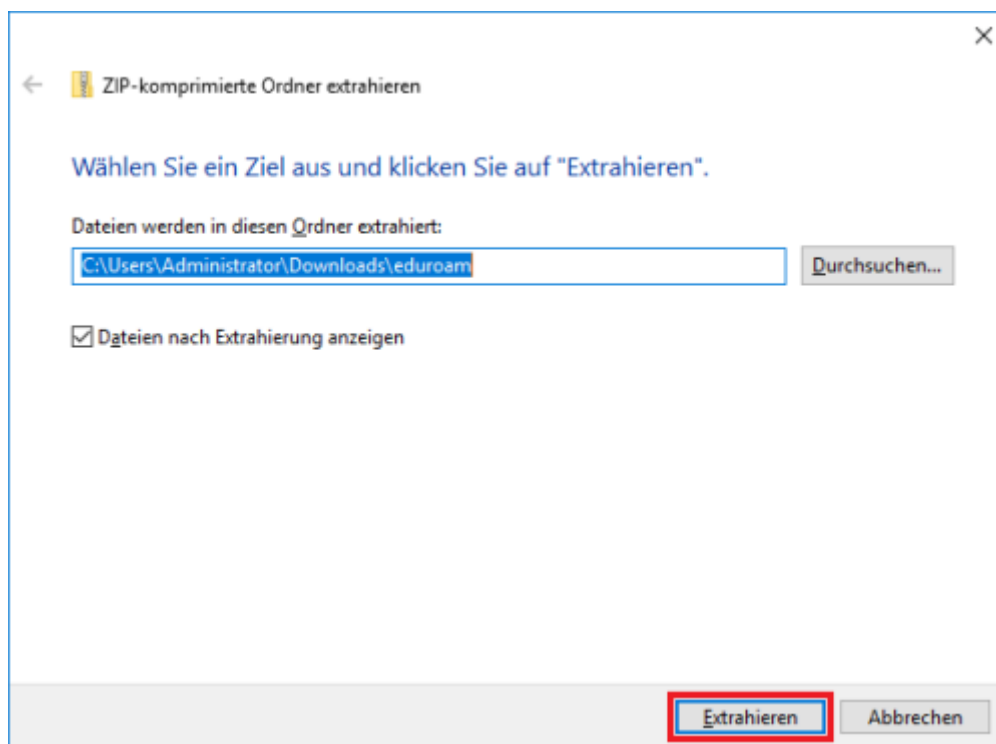 ZIP-komprimierte Ordner extrahieren
Wählen Sie ein Ziel aus und klicken Sie auf "Extrahieren".
Dateien werden in diesen Ordner extrahiert:
C:\Users\Administrator\Downloads\eduroam
Durchsuchen...
Dateien nach Extrahierung anzeigen
Extrahieren
Abbrechen